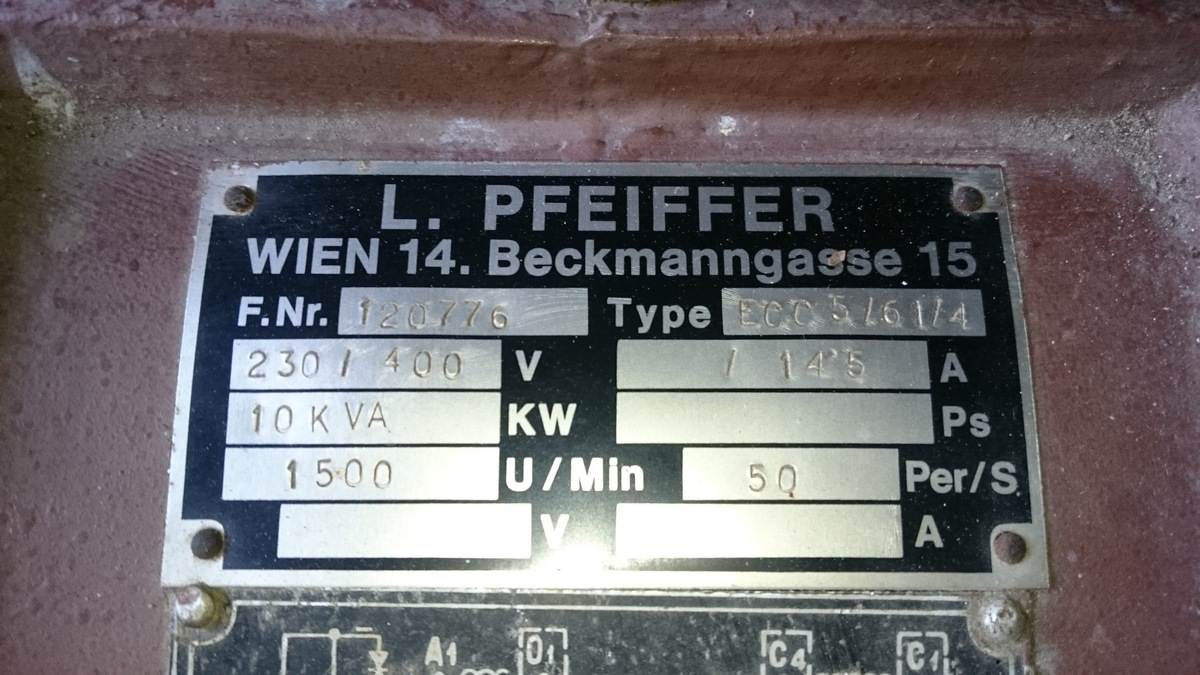 L. PFEIFFER
WIEN 14. Beckmanngasse 15
F.Nr. 120776 Type ECC 5/61/4
230/ 400 V / 14'5 A
10 KVA KW Ps
1500 U/Min 50 Per/S
V A
A1 01 C4 C1